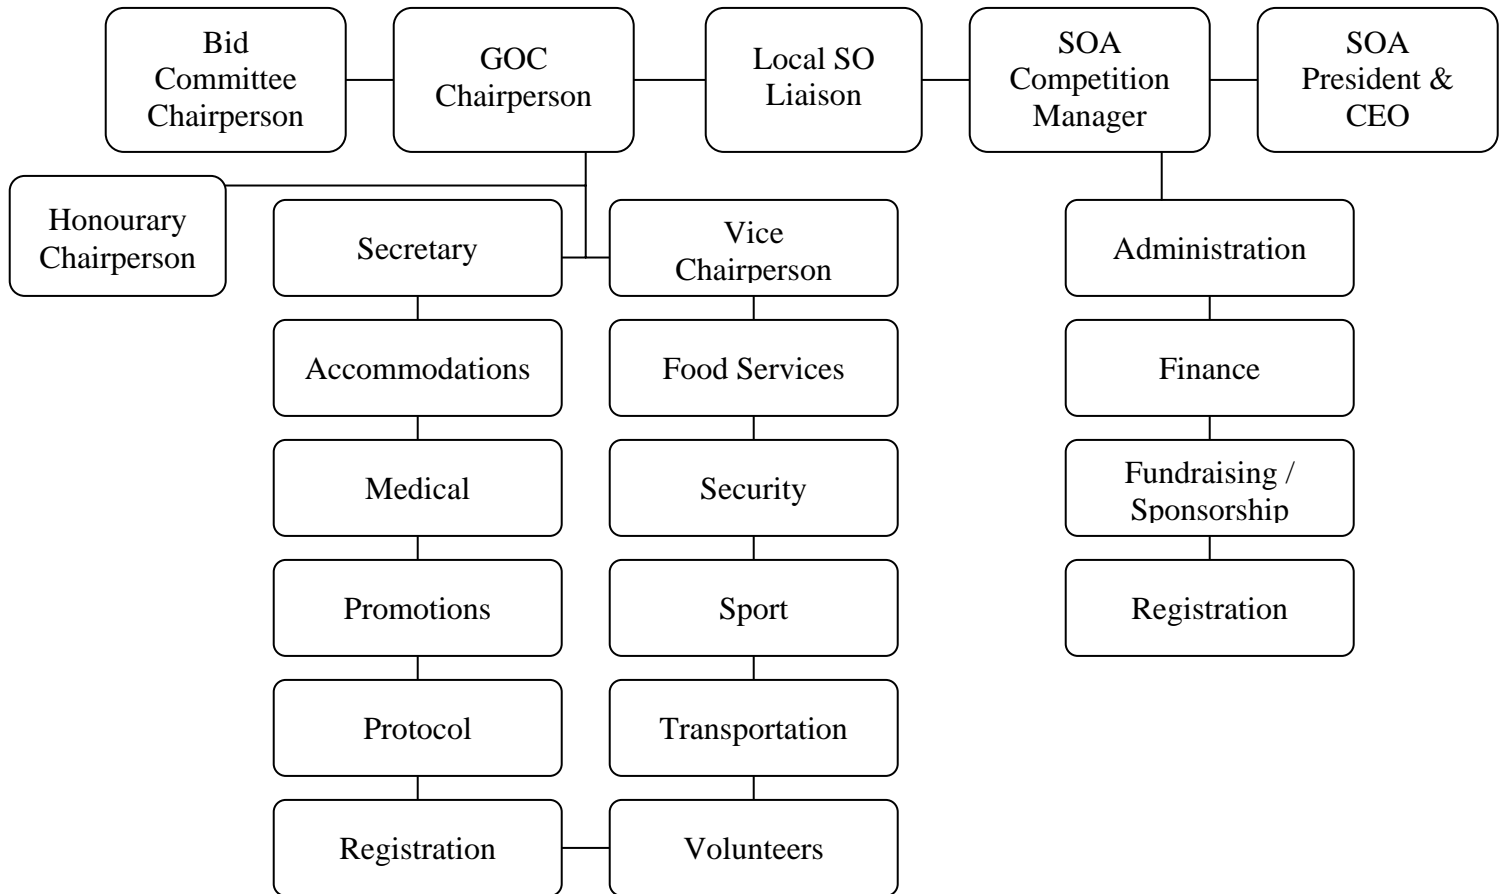 Bid
Committee
Chairperson
GOC
Chairperson
Local SO
Liaison
SOA
Competition
Manager
SOA
President &
CEO
Honourary
Chairperson
Secretary
Vice
Chairperson
Administration
Accommodations
Food Services
Finance
Medical
Security
Fundraising /
Sponsorship
Promotions
Sport
Registration
Protocol
Transportation
Registration
Volunteers